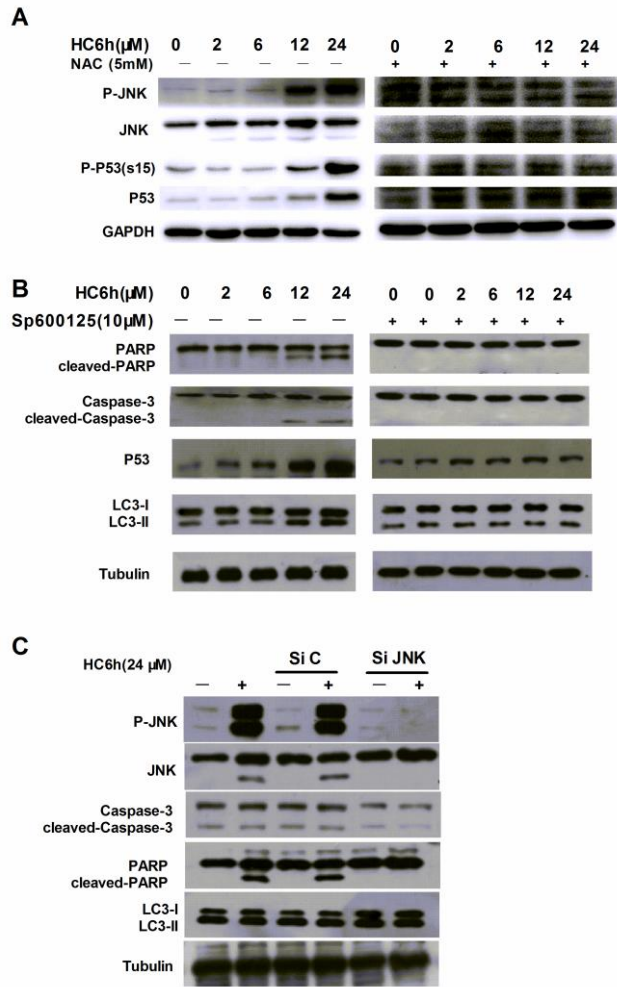 A
HC6h(µM) 0 2 6 12 24 0 2 6 12 24
NAC (5mM) — — — — — + + + + +
P-JNK
JNK
P-P53(s15)
P53
GAPDH
B
HC6h(µM) 0 2 6 12 24 0 0 2 6 12 24
Sp600125(10µM) — — — — — + + + + + +
PARP
cleaved-PARP
Caspase-3
cleaved-Caspase-3
P53
LC3-I
LC3-II
Tubulin
C
Si C Si JNK
HC6h(24 µM) — + — + — +
P-JNK
JNK
Caspase-3
cleaved-Caspase-3
PARP
cleaved-PARP
LC3-I
LC3-II
Tubulin